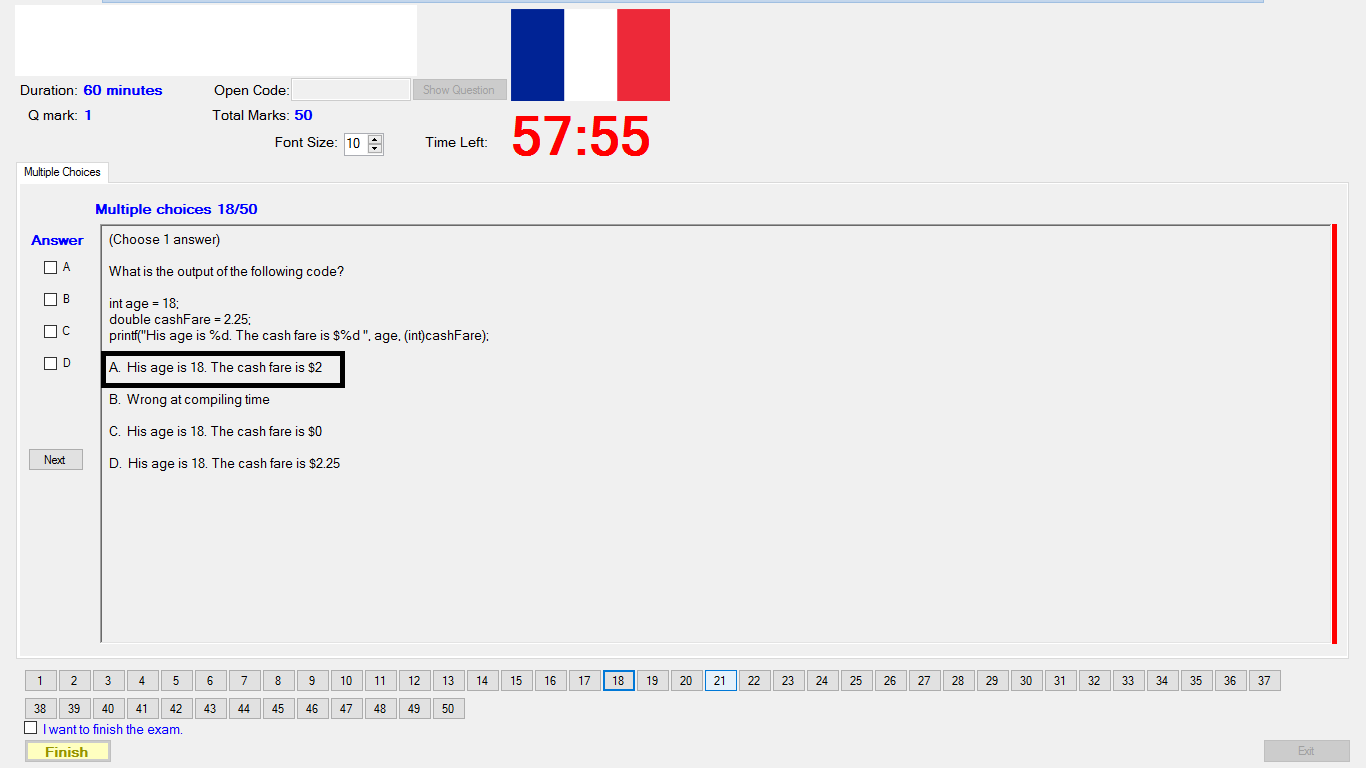 Duration: 60 minutes
Open Code:
Show Question
Q mark: 1
Total Marks: 50
Font Size: 10
Time Left: 57:55
Multiple Choices
Multiple choices 18/50
Answer
A
B
C
D
Next
(Choose 1 answer)
What is the output of the following code?
int age = 18;
double cashFare = 2.25;
printf("His age is %d. The cash fare is $%d ", age, (int)cashFare);
A. His age is 18. The cash fare is $2
B. Wrong at compiling time
C. His age is 18. The cash fare is $0
D. His age is 18. The cash fare is $2.25
1 2 3 4 5 6 7 8 9 10 11 12 13 14 15 16 17 18 19 20 21 22 23 24 25 26 27 28 29 30 31 32 33 34 35 36 37
38 39 40 41 42 43 44 45 46 47 48 49 50
I want to finish the exam.
Finish
Exit